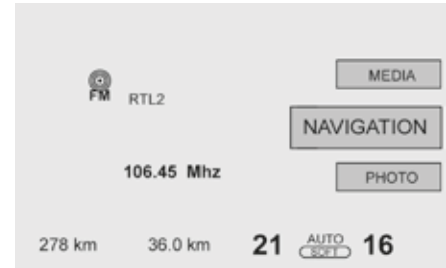 MEDIA
FM RTL2
NAVIGATION
106.45 Mhz
PHOTO
278 km 36.0 km 21 AUTO 16
SOFT